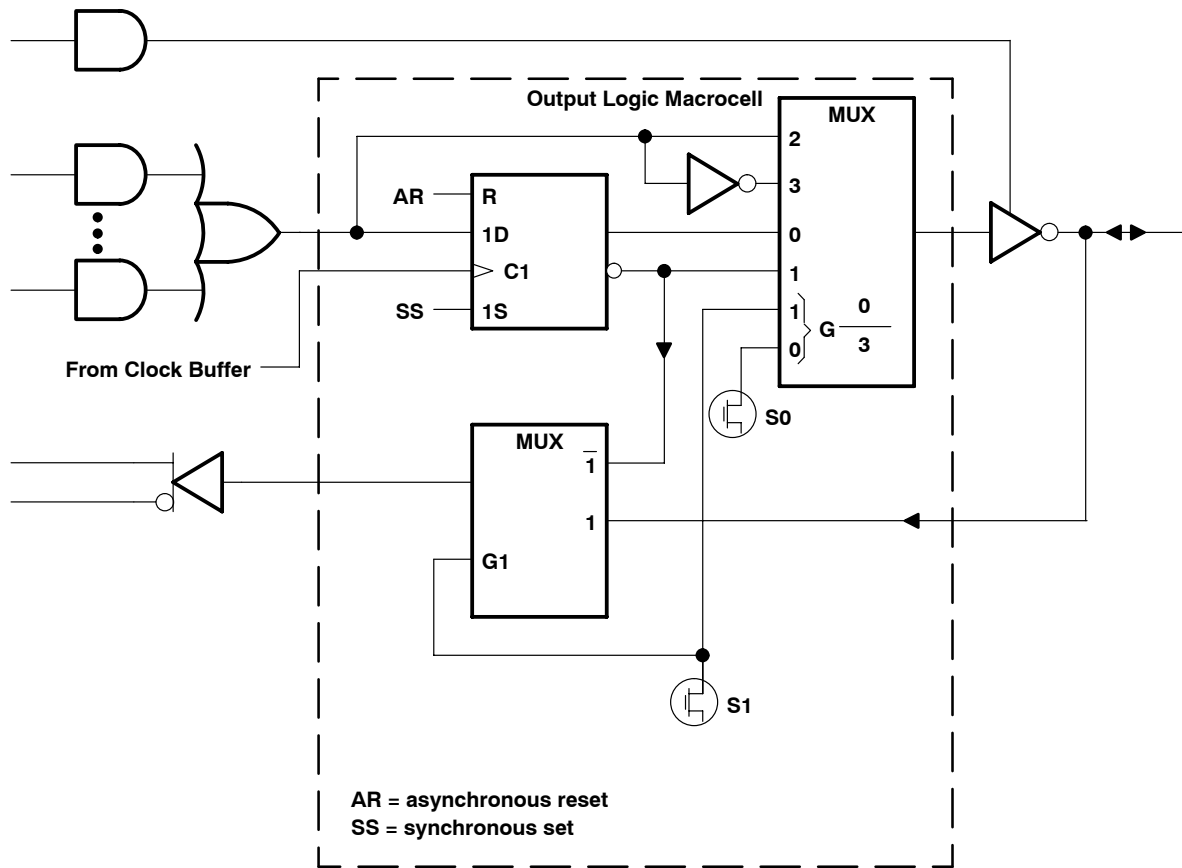 Output Logic Macrocell
MUX
2
3
AR
R
1D
0
C1
1
SS
1S
1
0
G
0
3
From Clock Buffer
S0
MUX
1̅
1
G1
S1
AR = asynchronous reset
SS = synchronous set